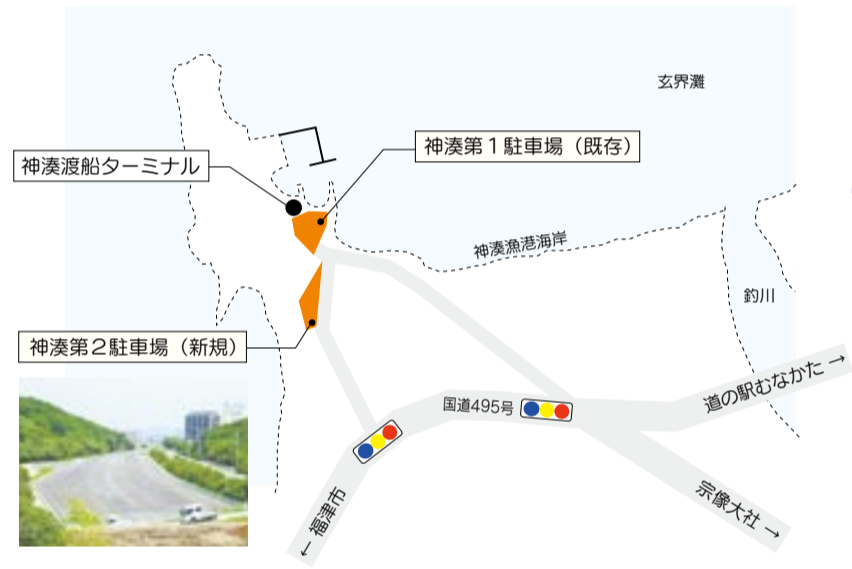 玄界灘
神湊第1駐車場(既存)
神湊渡船ターミナル
神湊漁港海岸
釣川
神湊第2駐車場(新規)
道の駅むなかた →
国道495号
宗像大社 →
← 福津市